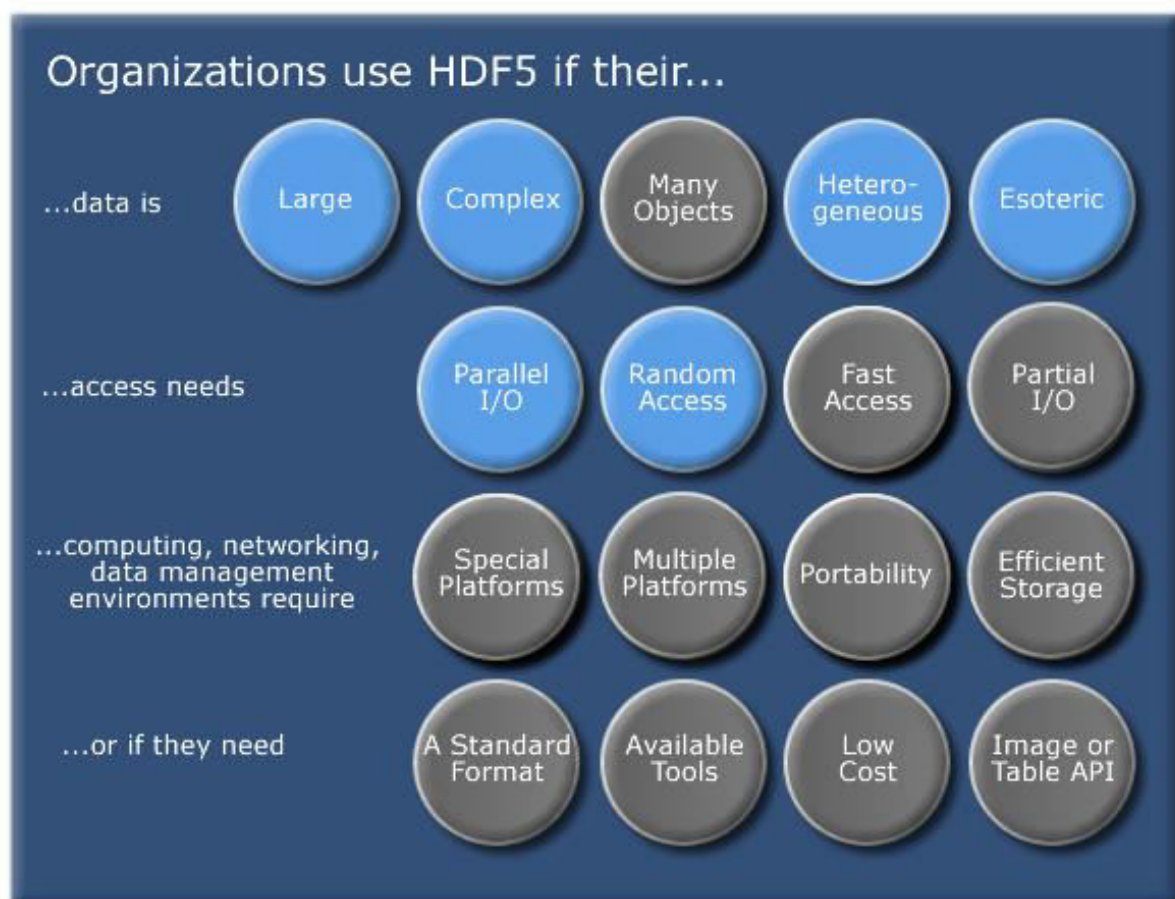 Organizations use HDF5 if their...
...data is
Large
Complex
Many
Objects
Hetero-
geneous
Esoteric
...access needs
Parallel
I/O
Random
Access
Fast
Access
Partial
I/O
...computing, networking,
data management
environments require
Special
Platforms
Multiple
Platforms
Portability
Efficient
Storage
...or if they need
A Standard
Format
Available
Tools
Low
Cost
Image or
Table API